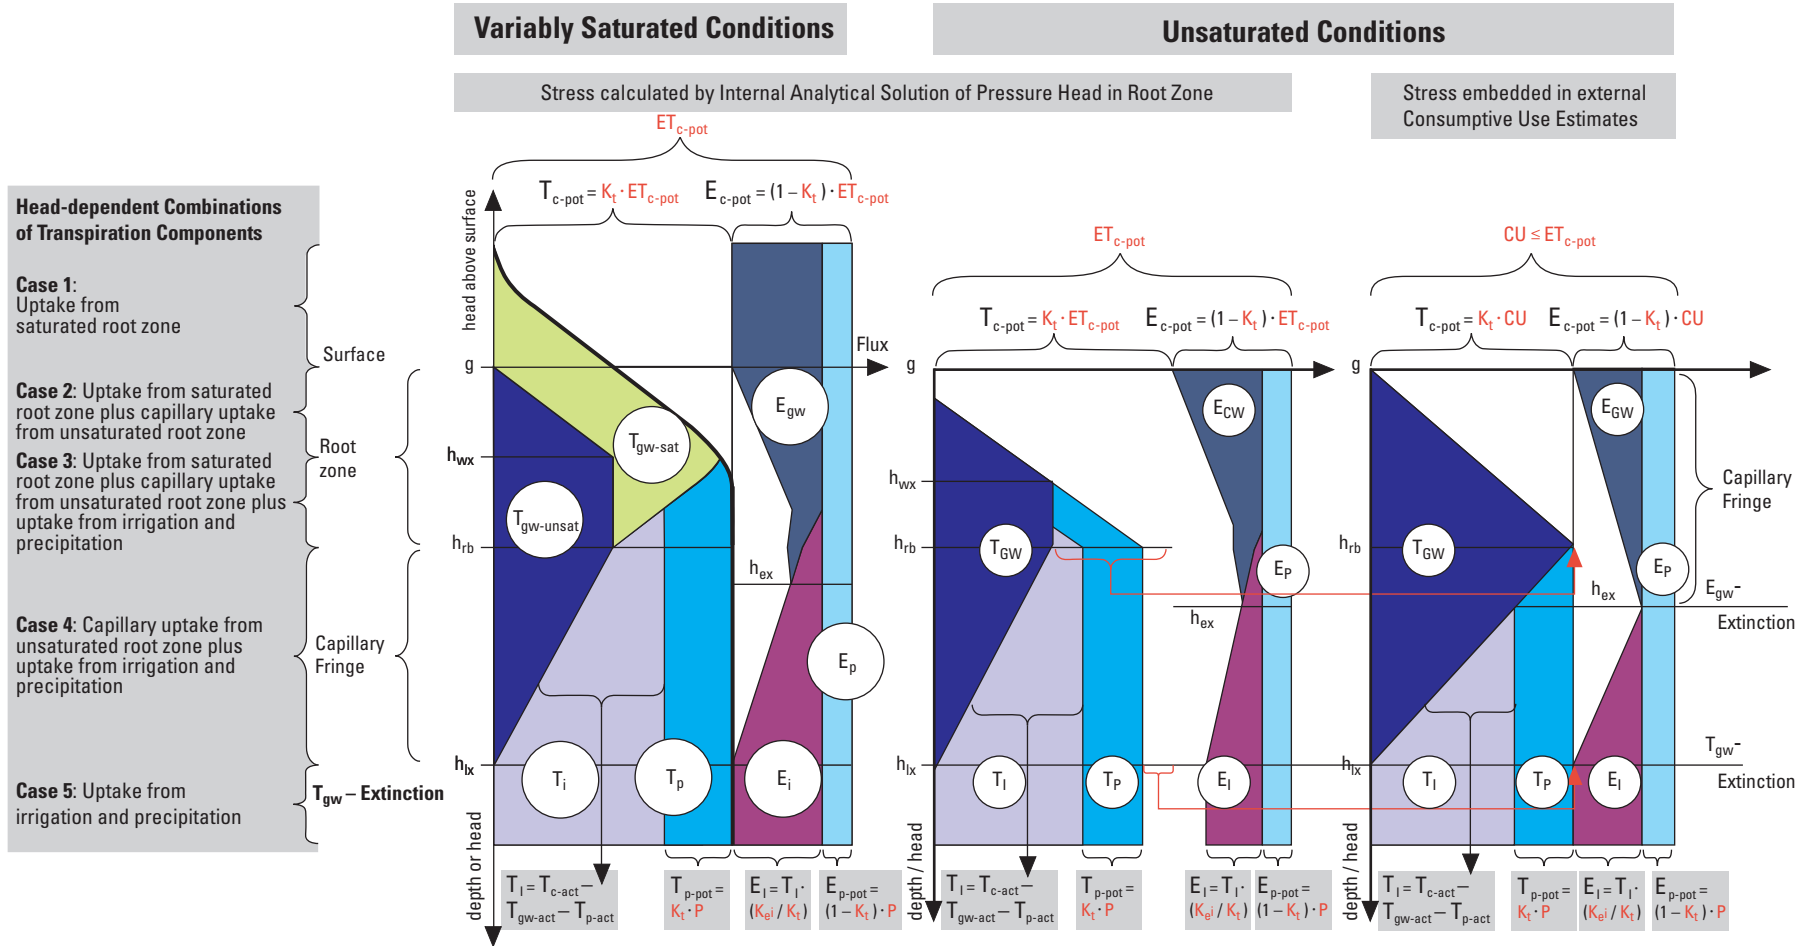 Variably Saturated Conditions
Unsaturated Conditions
Stress calculated by Internal Analytical Solution of Pressure Head in Root Zone
Stress embedded in external
Consumptive Use Estimates
Head-dependent Combinations
of Transpiration Components
Case 1:
Uptake from
saturated root zone
Case 2: Uptake from saturated
root zone plus capillary uptake
from unsaturated root zone
Case 3: Uptake from saturated
root zone plus capillary uptake
from unsaturated root zone plus
uptake from irrigation and
precipitation
Case 4: Capillary uptake from
unsaturated root zone plus
uptake from irrigation and
precipitation
Case 5: Uptake from
irrigation and precipitation
Surface
Root
zone
Capillary
Fringe
Tgw – Extinction
ETc-pot
Tc-pot = Kt · ETc-pot
Ec-pot = (1 – Kt) · ETc-pot
head above surface
Flux
g
hwx
hrb
hex
hlx
depth or head
Egw
Tgw-sat
Tgw-unsat
Ep
Ti
Tp
Ei
TI = Tc-act –
Tgw-act – Tp-act
Tp-pot =
Kt · P
EI = TI ·
(Kei / Kt)
Ep-pot =
(1 – Kt) · P
ETc-pot
Tc-pot = Kt · ETc-pot
Ec-pot = (1 – Kt) · ETc-pot
g
hwx
hrb
hex
hlx
depth / head
ECW
TGW
EP
TI
TP
EI
TI = Tc-act –
Tgw-act – Tp-act
Tp-pot =
Kt · P
EI = TI ·
(Kei / Kt)
Ep-pot =
(1 – Kt) · P
CU ≤ ETc-pot
Tc-pot = Kt · CU
Ec-pot = (1 – Kt) · CU
g
hrb
hex
hlx
depth / head
EGW
TGW
EP
TI
TP
EI
Capillary
Fringe
Egw-
Extinction
Tgw-
Extinction
TI = Tc-act –
Tgw-act – Tp-act
Tp-pot =
Kt · P
EI = TI ·
(Kei / Kt)
Ep-pot =
(1 – Kt) · P